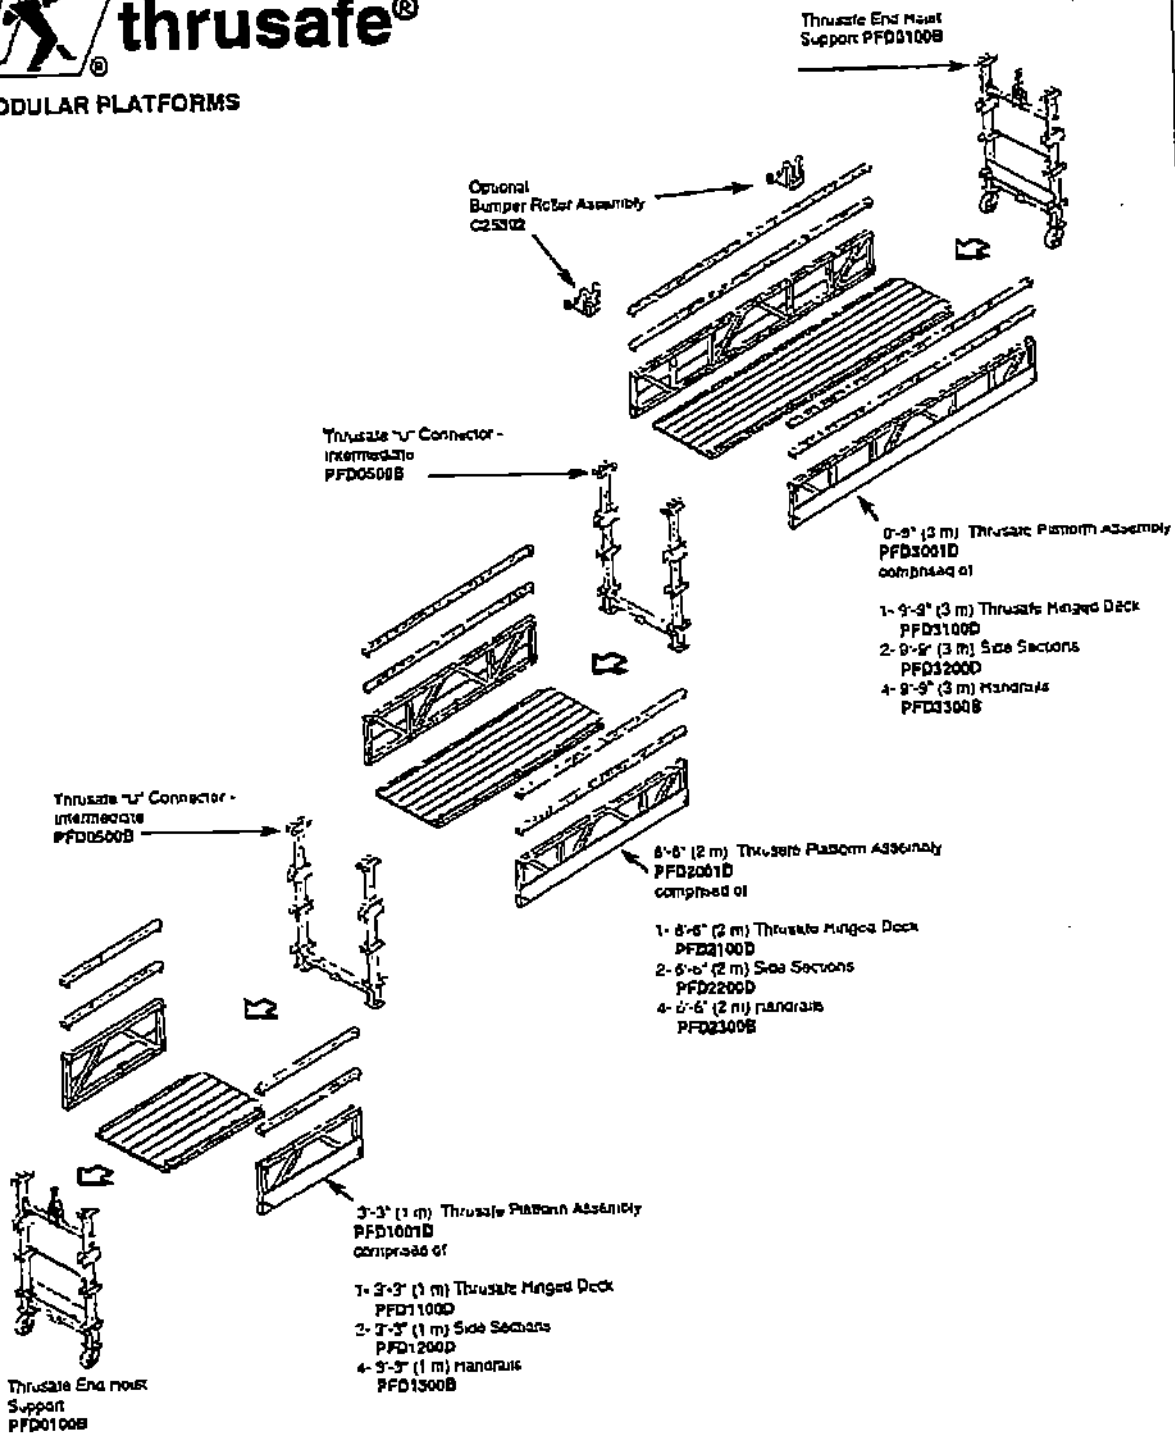 thrusafe®
®
ODULAR PLATFORMS
Thrusafe End Hoist
Support PFD0100B
Optional
Bumper Roller Assembly
C25302
Thrusafe "U" Connector -
Intermediate
PFD0500B
9'-9" (3 m) Thrusafe Platform Assembly
PFD3001D
comprised of
1- 9'-9" (3 m) Thrusafe Hinged Deck
PFD3100D
2- 9'-9" (3 m) Side Sections
PFD3200D
4- 9'-9" (3 m) Handrails
PFD3300B
Thrusafe "U" Connector -
Intermediate
PFD0500B
6'-6" (2 m) Thrusafe Platform Assembly
PFD2001D
comprised of
1- 6'-6" (2 m) Thrusafe Hinged Deck
PFD2100D
2- 6'-6" (2 m) Side Sections
PFD2200D
4- 6'-6" (2 m) Handrails
PFD2300B
3'-3" (1 m) Thrusafe Platform Assembly
PFD1001D
comprised of
1- 3'-3" (1 m) Thrusafe Hinged Deck
PFD1100D
2- 3'-3" (1 m) Side Sections
PFD1200D
4- 3'-3" (1 m) Handrails
PFD1300B
Thrusafe End Hoist
Support
PFD0100B